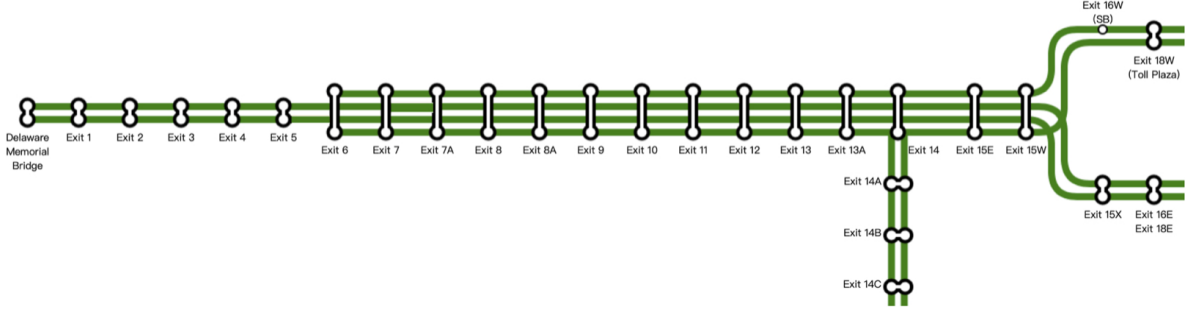 Exit 16W
(SB)
Exit 18W
(Toll Plaza)
Delaware
Memorial
Bridge
Exit 1
Exit 2
Exit 3
Exit 4
Exit 5
Exit 6
Exit 7
Exit 7A
Exit 8
Exit 8A
Exit 9
Exit 10
Exit 11
Exit 12
Exit 13
Exit 13A
Exit 14
Exit 15E
Exit 15W
Exit 14A
Exit 14B
Exit 14C
Exit 15X
Exit 16E
Exit 18E